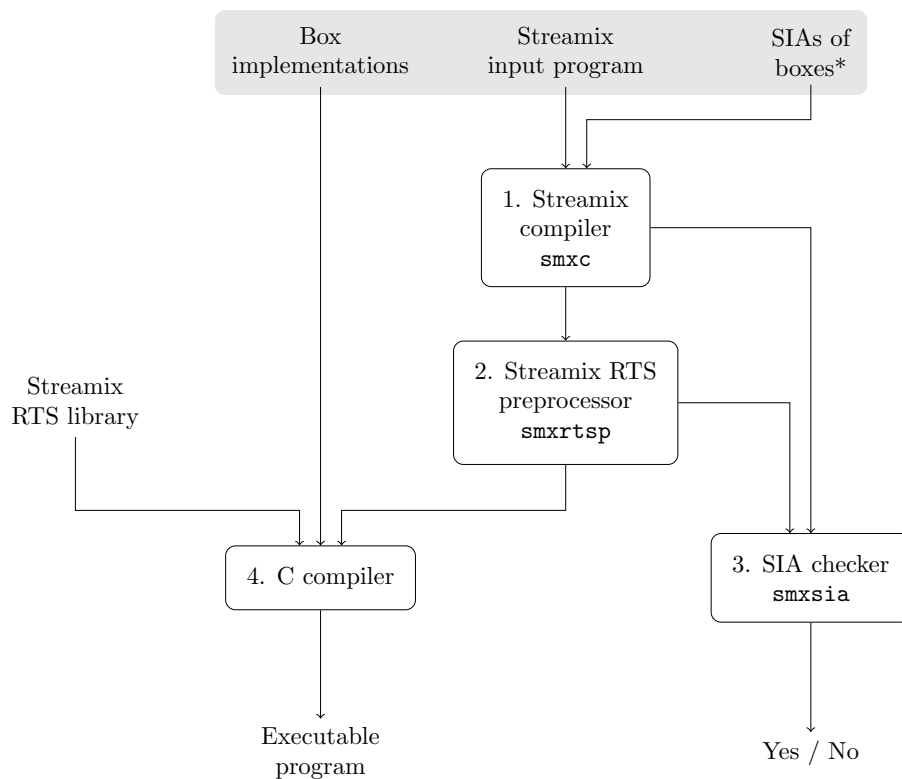 Box
implementations
Streamix
input program
SIAs of
boxes*
1. Streamix
compiler
smxc
2. Streamix RTS
preprocessor
smxrtsp
Streamix
RTS library
3. SIA checker
smxsia
4. C compiler
Executable
program
Yes / No